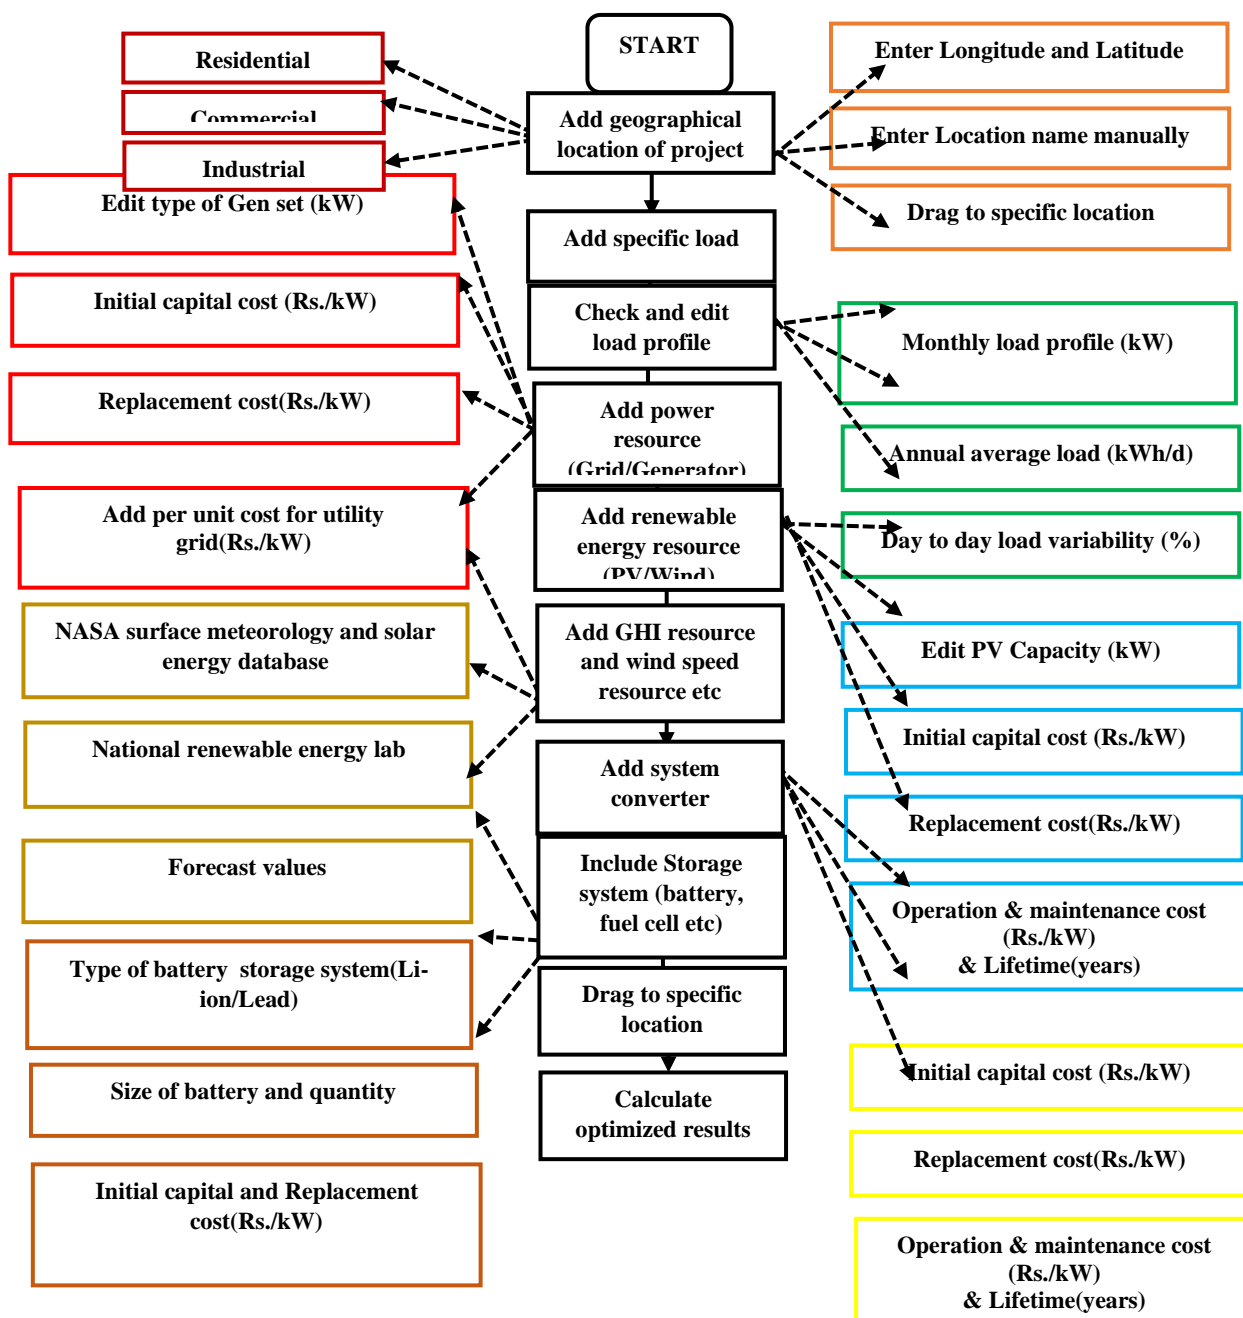 START
Add geographical
location of project
Add specific load
Check and edit
load profile
Add power
resource
(Grid/Generator)
Add renewable
energy resource
(PV/Wind)
Add GHI resource
and wind speed
resource etc
Add system
converter
Include Storage
system (battery,
fuel cell etc)
Drag to specific
location
Calculate
optimized results
Residential
Commercial
Industrial
Edit type of Gen set (kW)
Initial capital cost (Rs./kW)
Replacement cost(Rs./kW)
Add per unit cost for utility
grid(Rs./kW)
NASA surface meteorology and solar
energy database
National renewable energy lab
Forecast values
Type of battery  storage system(Li-
ion/Lead)
Size of battery and quantity
Initial capital and Replacement
cost(Rs./kW)
Enter Longitude and Latitude
Enter Location name manually
Drag to specific location
Monthly load profile (kW)
Annual average load (kWh/d)
Day to day load variability (%)
Edit PV Capacity (kW)
Initial capital cost (Rs./kW)
Replacement cost(Rs./kW)
Operation & maintenance cost
(Rs./kW)
& Lifetime(years)
Initial capital cost (Rs./kW)
Replacement cost(Rs./kW)
Operation & maintenance cost
(Rs./kW)
& Lifetime(years)